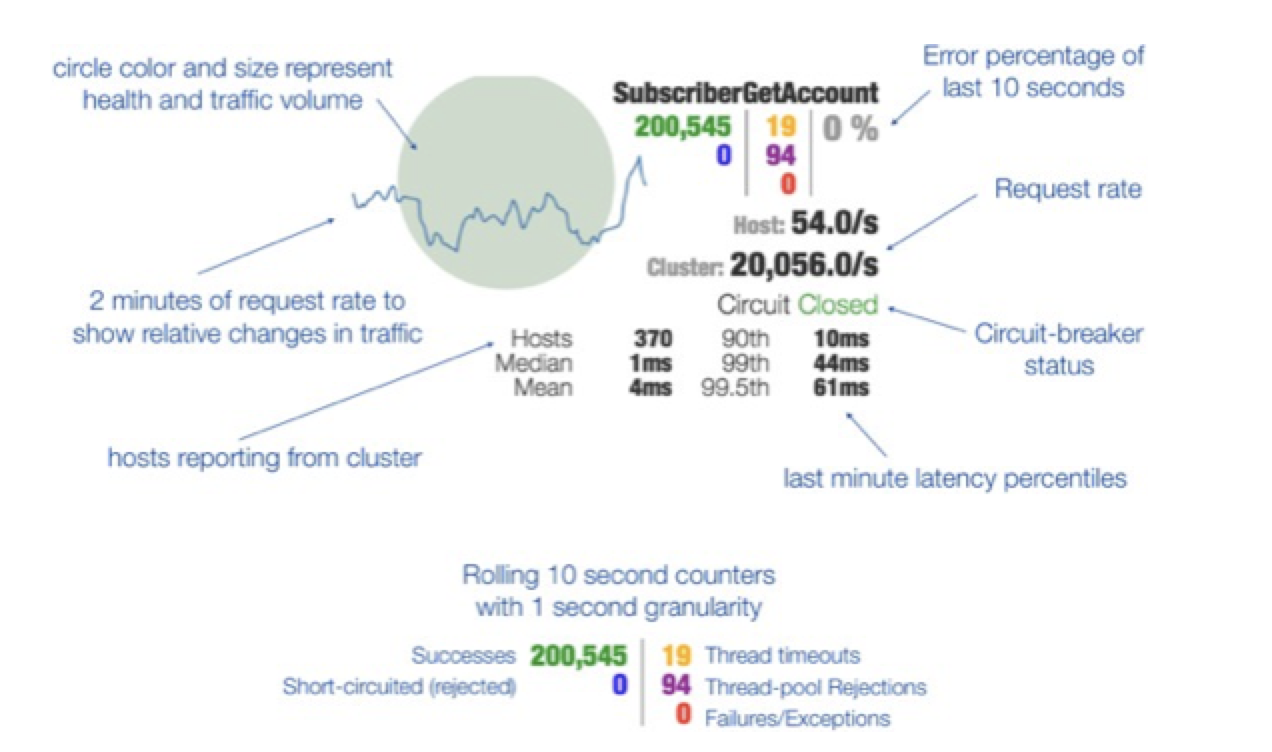 circle color and size represent
health and traffic volume
Error percentage of
last 10 seconds
SubscriberGetAccount
200,545 19 0 %
0 94
0
Request rate
Host: 54.0/s
Cluster: 20,056.0/s
2 minutes of request rate to
show relative changes in traffic
Circuit Closed
Circuit-breaker
status
Hosts 370 90th 10ms
Median 1ms 99th 44ms
Mean 4ms 99.5th 61ms
hosts reporting from cluster
last minute latency percentiles
Rolling 10 second counters
with 1 second granularity
Successes 200,545 19 Thread timeouts
Short-circuited (rejected) 0 94 Thread-pool Rejections
0 Failures/Exceptions